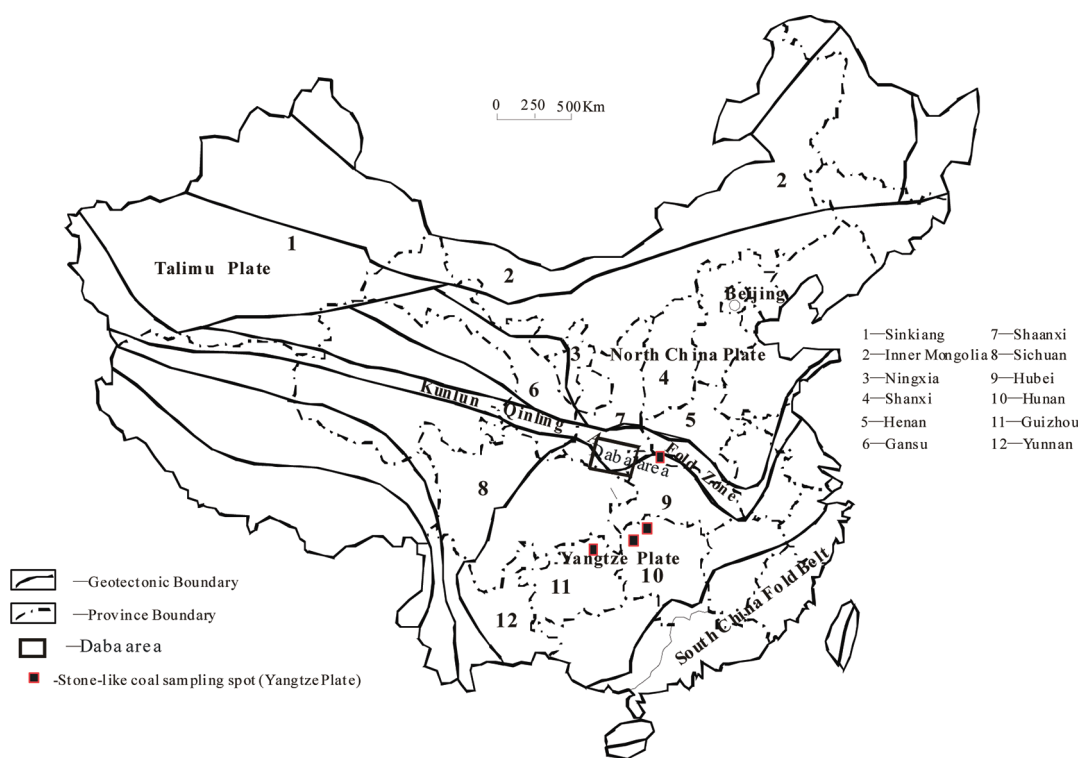 0 250 500Km
2
1
2
Talimu Plate
Beijing
3
North China Plate
4
6
Kunlun - Qinling
7
5
Daba area
Fold Zone
8
9
Yangtze Plate
11
10
12
South China Fold Belt
1—Sinkiang
2—Inner Mongolia
3—Ningxia
4—Shanxi
5—Henan
6—Gansu
7—Shaanxi
8—Sichuan
9—Hubei
10—Hunan
11—Guizhou
12—Yunnan
—Geotectonic Boundary
—Province Boundary
—Daba area
-Stone-like coal sampling spot (Yangtze Plate)